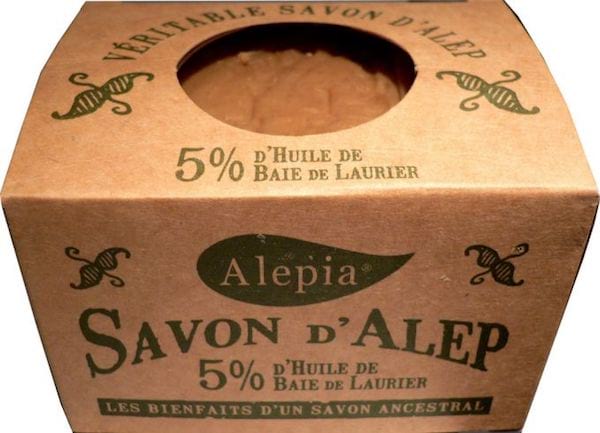 VÉRITABLE SAVON D'ALEP
5% D'HUILE DE
BAIE DE LAURIER
Alepia®
SAVON D'ALEP
5% D'HUILE DE
BAIE DE LAURIER
LES BIENFAITS D'UN SAVON ANCESTRAL